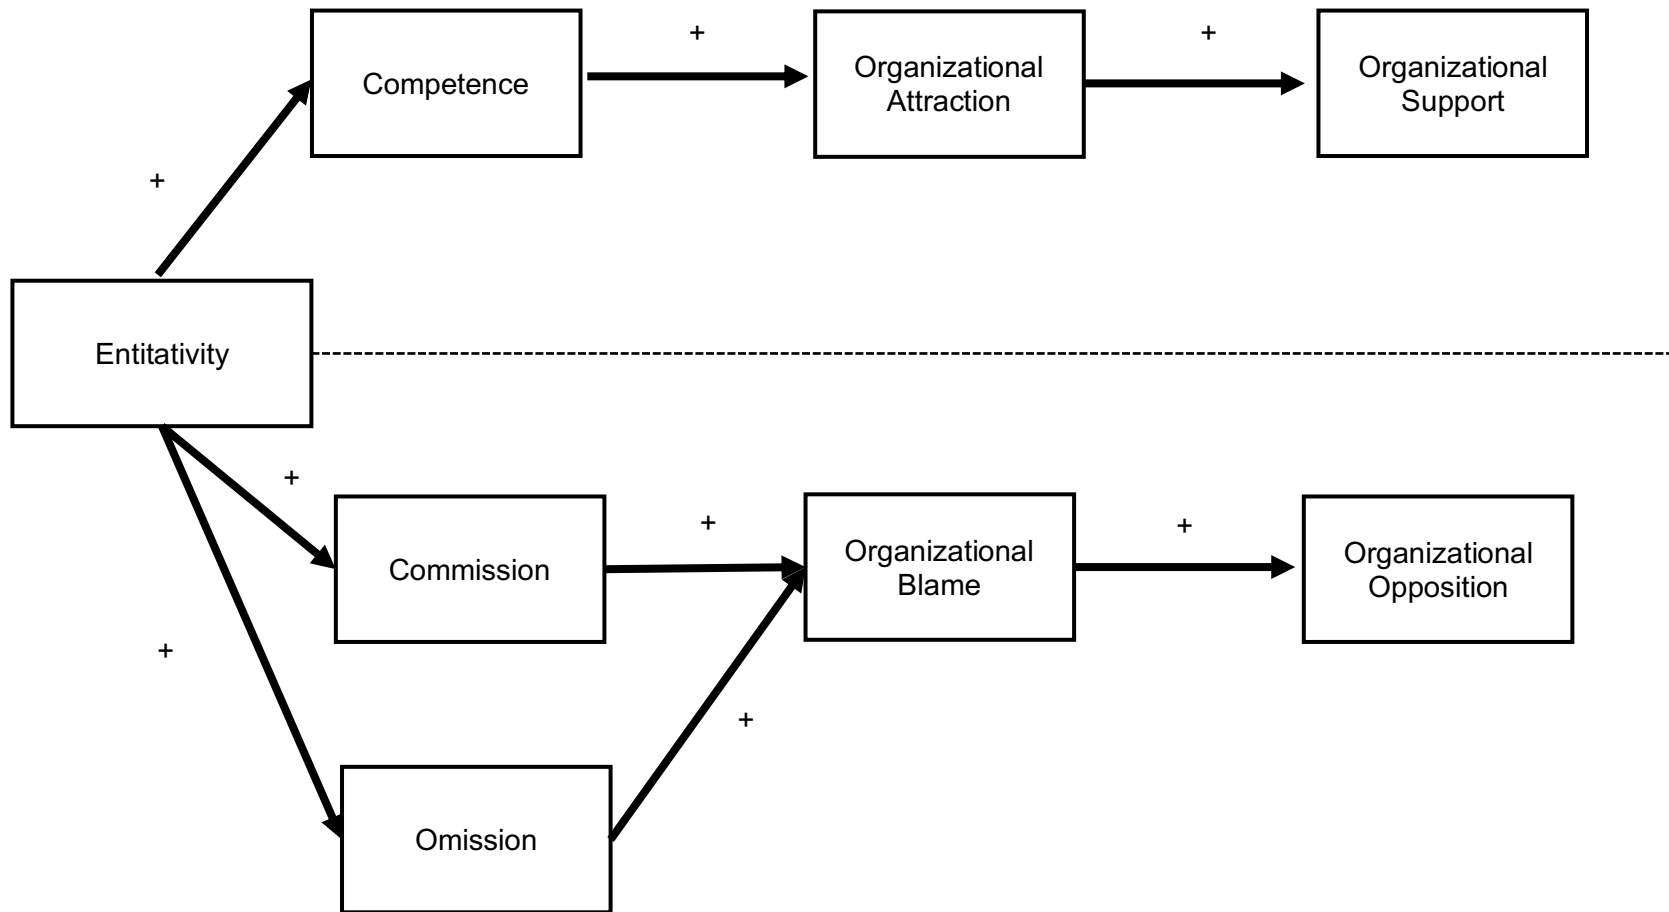 +
+
Competence
Organizational
Attraction
Organizational
Support
+
Entitativity
+
+
+
Commission
Organizational
Blame
Organizational
Opposition
+
+
Omission